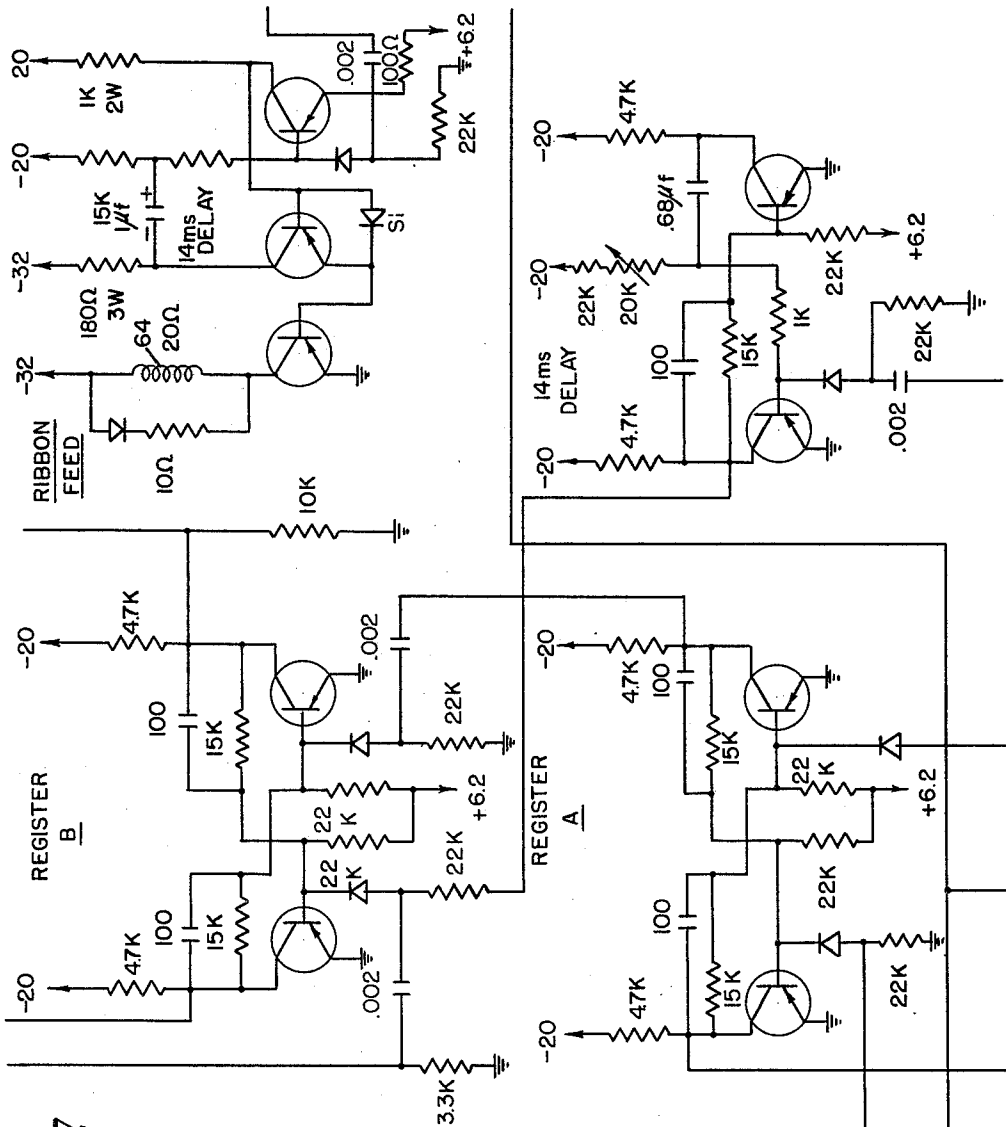 -32
-32
-20
20
RIBBON
FEED
10Ω
64
20Ω
180Ω
3W
15K
1μf
- +
14ms
DELAY
1K
2W
Si
.002
100Ω
+6.2
22K
REGISTER
B
-20
-20
4.7K
4.7K
100
100
15K
15K
22
K
22
K
+6.2
10K
.002
.002
22K
22K
3.3K
7
REGISTER
A
-20
-20
47K
4.7K
100
100
15K
15K
22K
22
K
+6.2
22K
14ms
DELAY
-20
-20
-20
4.7K
22K
20K
4.7K
.68μf
100
15K
1K
22K
+6.2
22K
.002